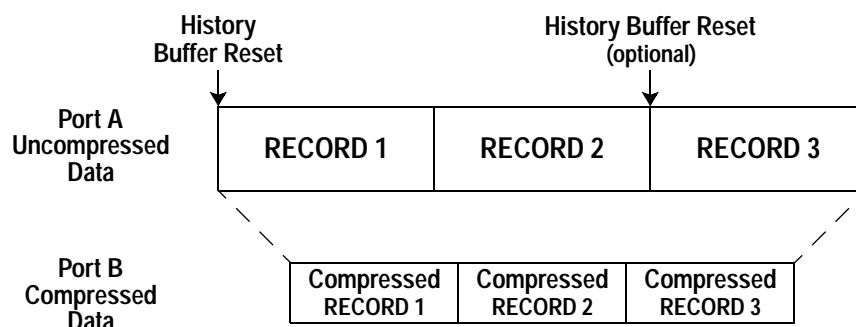 History
Buffer Reset
History Buffer Reset
(optional)
Port A
Uncompressed
Data
RECORD 1
RECORD 2
RECORD 3
Port B
Compressed
Data
Compressed
RECORD 1
Compressed
RECORD 2
Compressed
RECORD 3